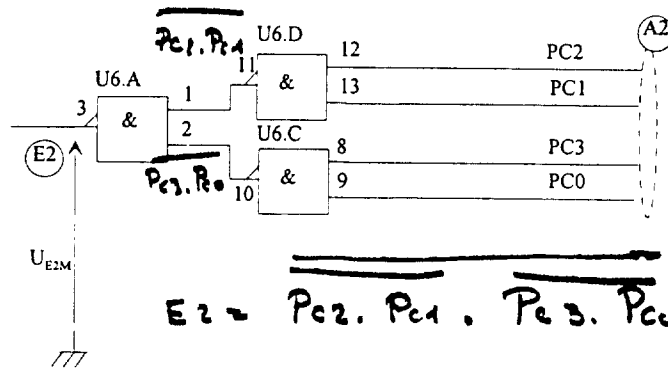 PC2 . PC1
U6.D
A2
11
12
PC2
U6.A
13
PC1
3
&
1
&
2
U6.C
E2
PC3 . PC0
8
PC3
10
&
9
PC0
UE2M
E2 = PC2 . PC1 . PC3 . PC0